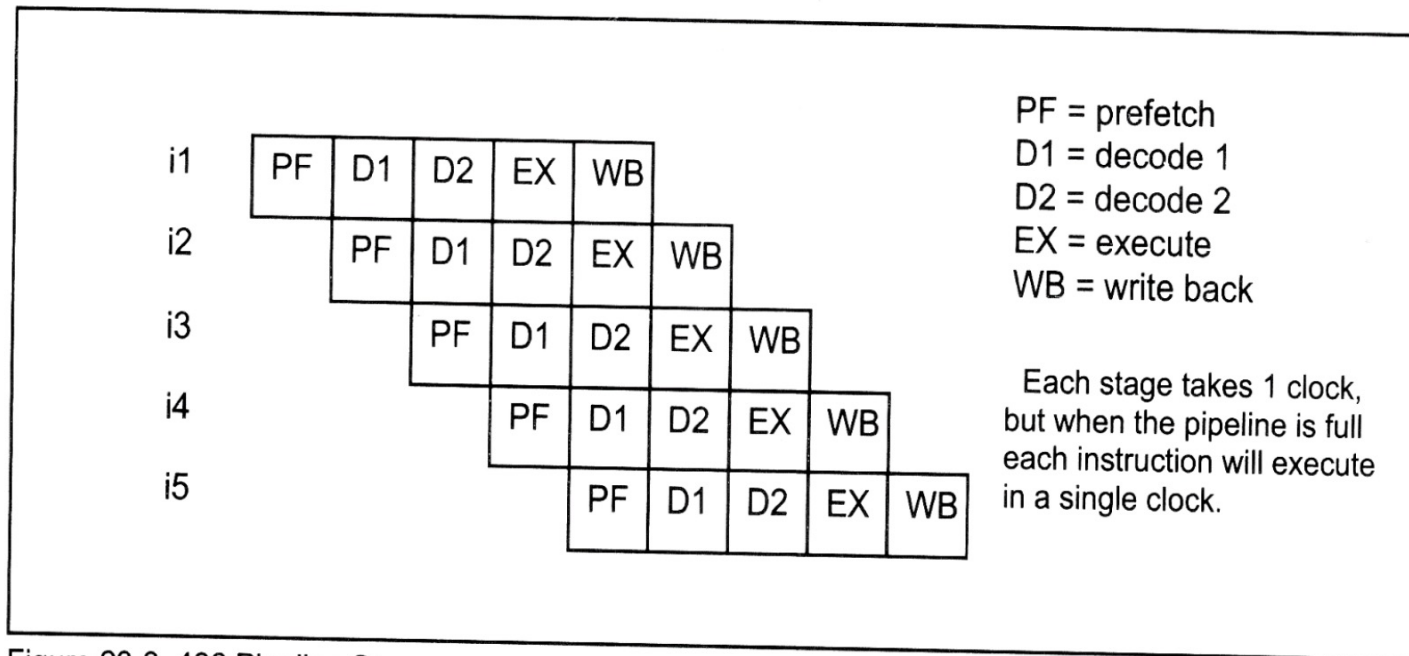 i1 PF D1 D2 EX WB
i2 PF D1 D2 EX WB
i3 PF D1 D2 EX WB
i4 PF D1 D2 EX WB
i5 PF D1 D2 EX WB
PF = prefetch
D1 = decode 1
D2 = decode 2
EX = execute
WB = write back
Each stage takes 1 clock,
but when the pipeline is full
each instruction will execute
in a single clock.